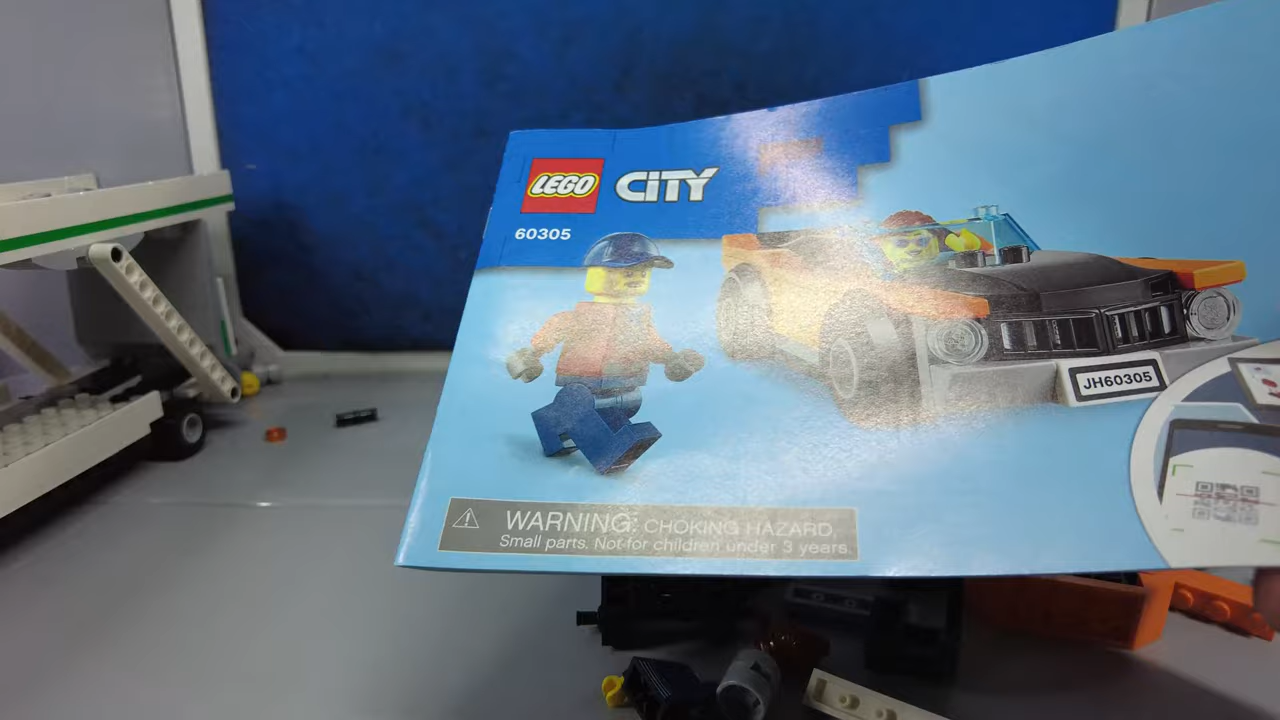 LEGO CITY
60305
JH60305
WARNING: CHOKING HAZARD.
Small parts. Not for children under 3 years.